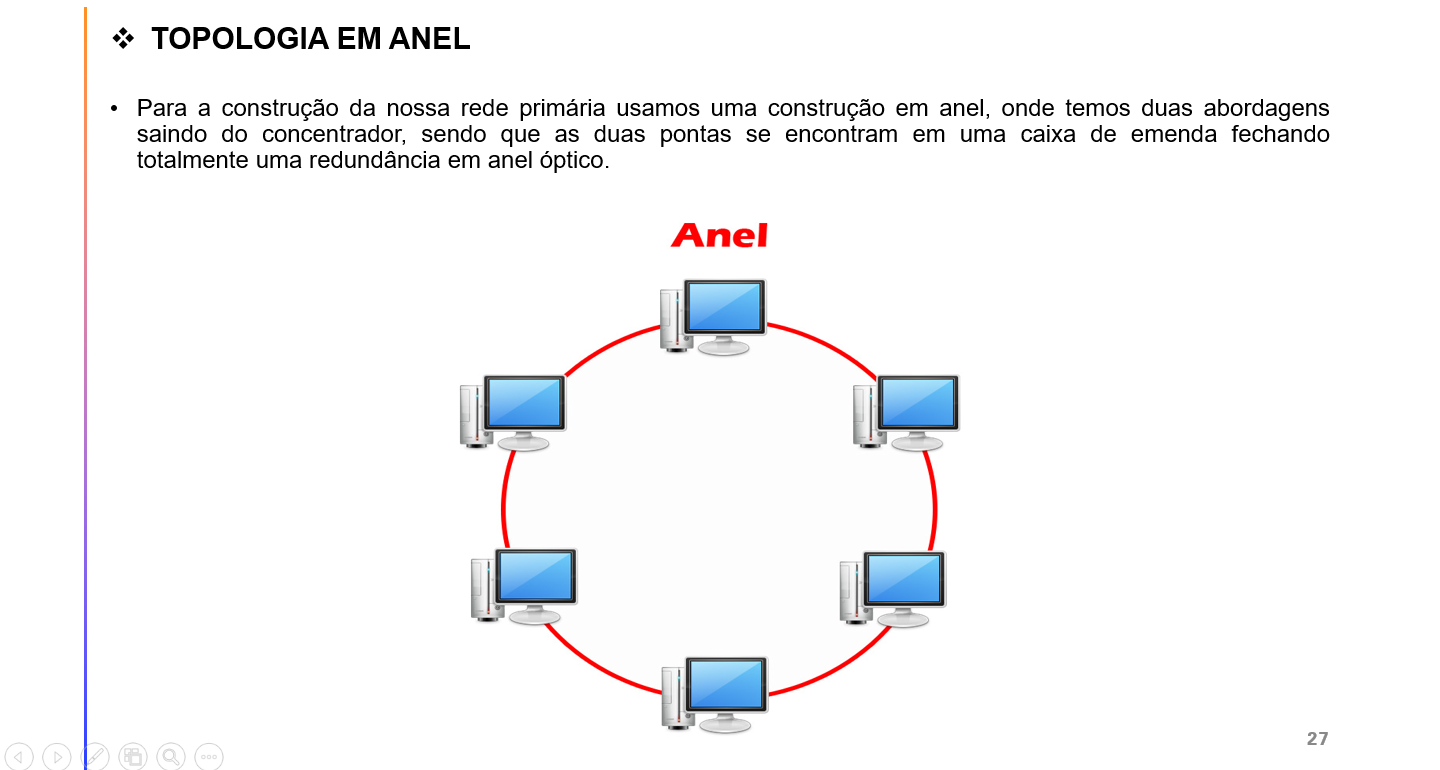 ❖ TOPOLOGIA EM ANEL
• Para a construção da nossa rede primária usamos uma construção em anel, onde temos duas abordagens
saindo do concentrador, sendo que as duas pontas se encontram em uma caixa de emenda fechando
totalmente uma redundância em anel óptico.
Anel
27